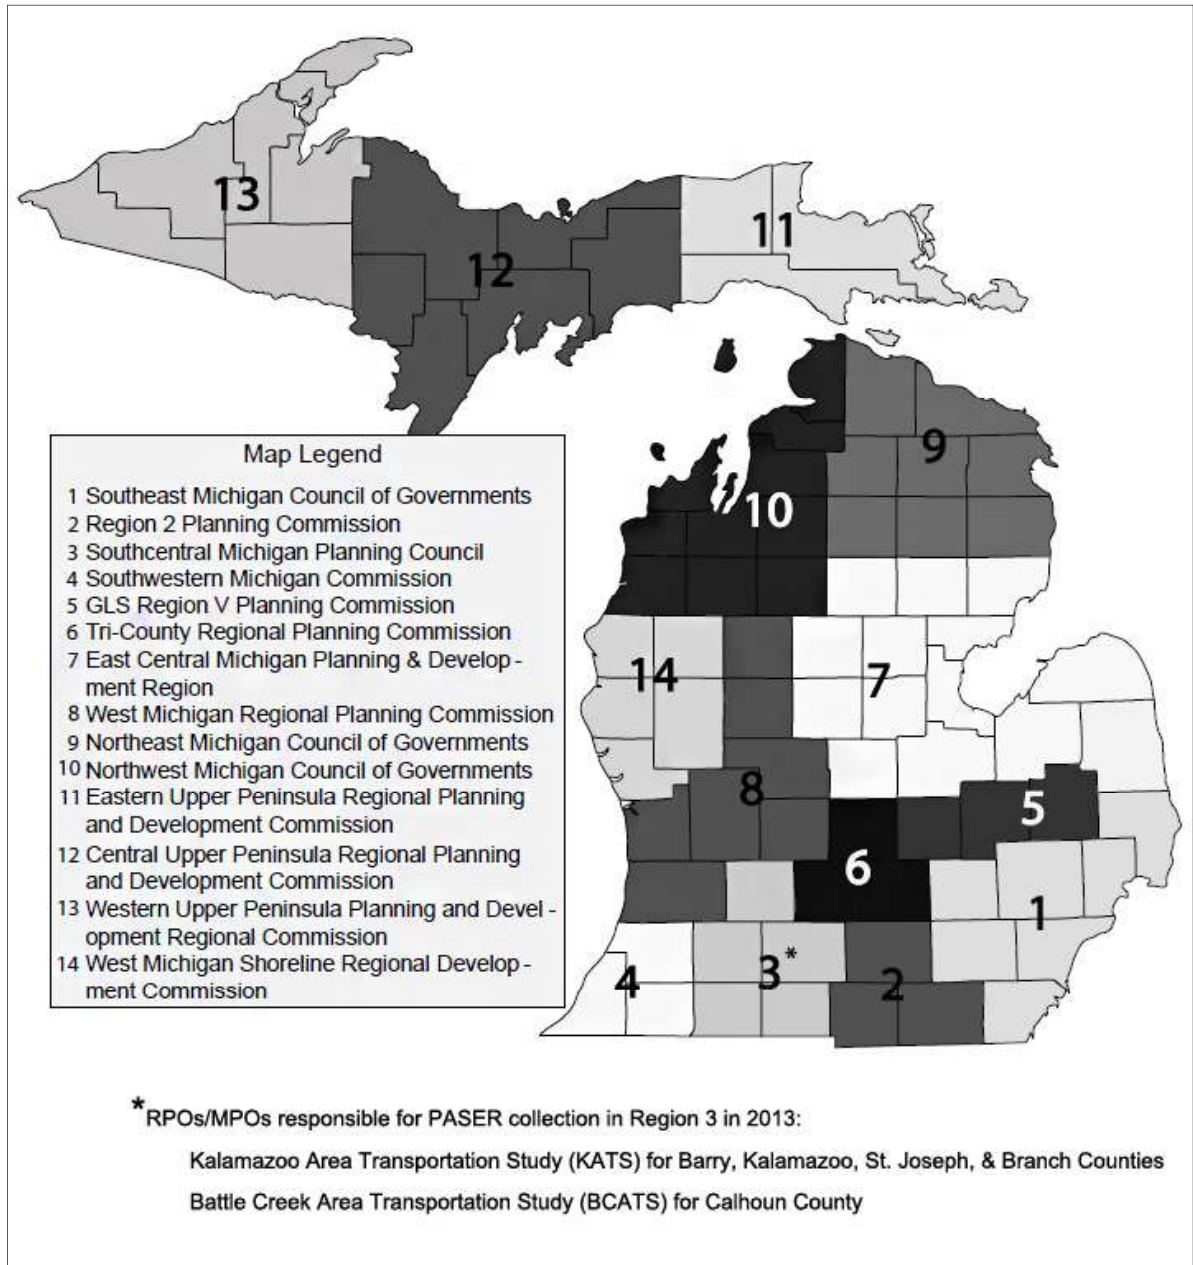 13
11
12
9
10
Map Legend
1 Southeast Michigan Council of Governments
2 Region 2 Planning Commission
3 Southcentral Michigan Planning Council
4 Southwestern Michigan Commission
5 GLS Region V Planning Commission
6 Tri-County Regional Planning Commission
7 East Central Michigan Planning & Develop -
ment Region
8 West Michigan Regional Planning Commission
9 Northeast Michigan Council of Governments
10 Northwest Michigan Council of Governments
11 Eastern Upper Peninsula Regional Planning
and Development Commission
12 Central Upper Peninsula Regional Planning
and Development Commission
13 Western Upper Peninsula Planning and Devel -
opment Regional Commission
14 West Michigan Shoreline Regional Develop -
ment Commission
14
7
8
5
6
1
3*
4
2
*RPOs/MPOs responsible for PASER collection in Region 3 in 2013:
Kalamazoo Area Transportation Study (KATS) for Barry, Kalamazoo, St. Joseph, & Branch Counties
Battle Creek Area Transportation Study (BCATS) for Calhoun County